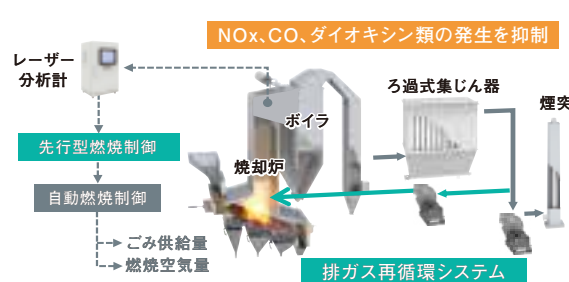 NOx、CO、ダイオキシン類の発生を抑制
レーザー
分析計
ろ過式集じん器
煙突
ボイラ
先行型燃焼制御
焼却炉
自動燃焼制御
ごみ供給量
燃焼空気量
排ガス再循環システム